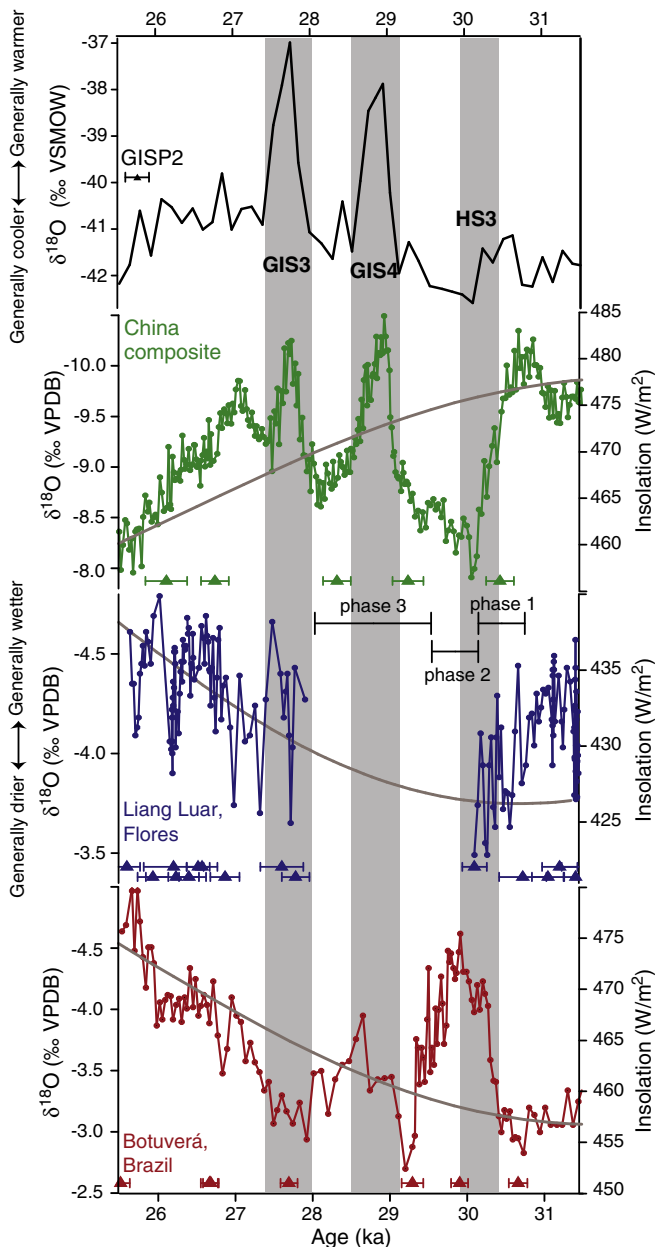 26 27 28 29 30 31
-37
-38
-39
-40
-41
-42
Generally cooler ⟷ Generally warmer
δ¹⁸O (‰ VSMOW)
GISP2
GIS3
GIS4
HS3
China
composite
-10.0
-9.5
-9.0
-8.5
-8.0
δ¹⁸O (‰ VPDB)
485
480
475
470
465
460
Insolation (W/m²)
phase 3
phase 1
phase 2
Generally drier ⟷ Generally wetter
δ¹⁸O (‰ VPDB)
-4.5
-4.0
-3.5
435
430
425
Insolation (W/m²)
Liang Luar,
Flores
δ¹⁸O (‰ VPDB)
-4.5
-4.0
-3.5
-3.0
-2.5
475
470
465
460
455
450
Insolation (W/m²)
Botuverá,
Brazil
26 27 28 29 30 31
Age (ka)